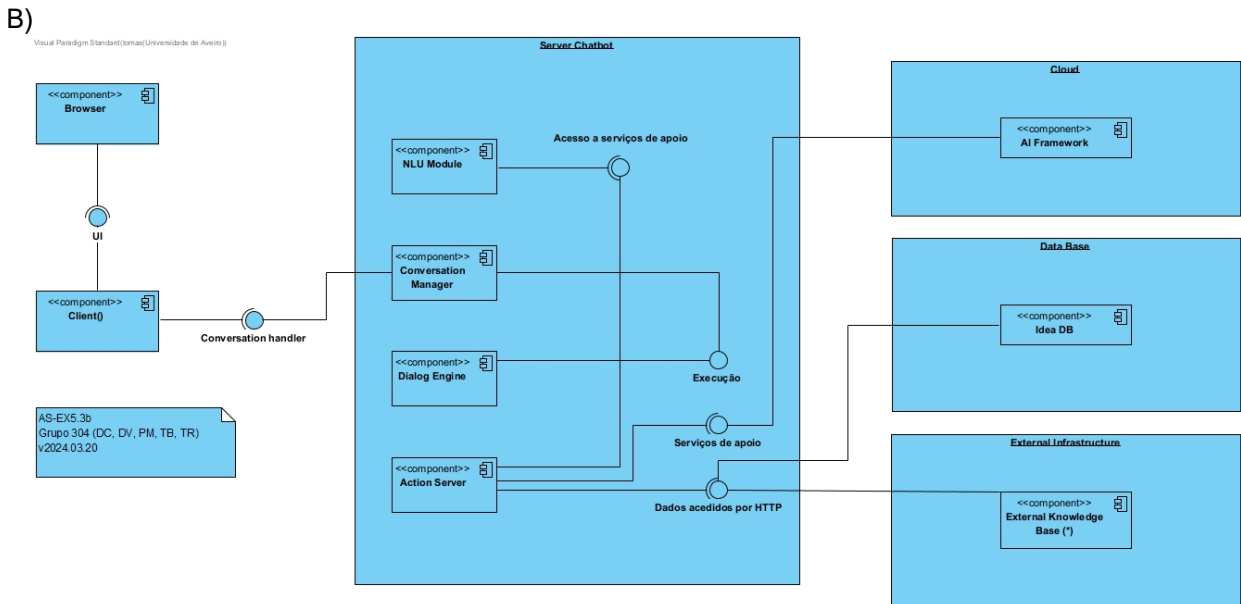 B)
Visual Paradigm Standard(tomas(Universidade de Aveiro))
<<component>>
Browser
UI
<<component>>
Client()
Conversation handler
AS-EX5.3b
Grupo 304 (DC, DV, PM, TB, TR)
v2024.03.20
Server Chatbot
Acesso a serviços de apoio
<<component>>
NLU Module
<<component>>
Conversation
Manager
<<component>>
Dialog Engine
Execução
Serviços de apoio
<<component>>
Action Server
Dados acedidos por HTTP
Cloud
<<component>>
AI Framework
Data Base
<<component>>
Idea DB
External Infrastructure
<<component>>
External Knowledge
Base (*)